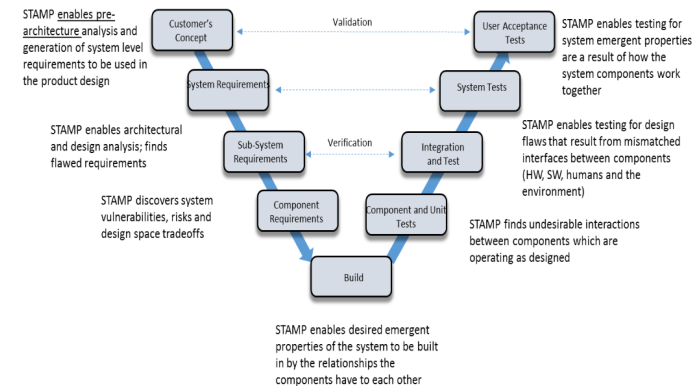 STAMP enables pre-
architecture analysis and
generation of system level
requirements to be used in
the product design
Customer's
Concept
Validation
User Acceptance
Tests
STAMP enables testing for
system emergent properties
are a result of how the
system components work
together
System Requirements
System Tests
STAMP enables architectural
and design analysis; finds
flawed requirements
Sub-System
Requirements
Verification
Integration
and Test
STAMP enables testing for design
flaws that result from mismatched
interfaces between components
(HW, SW, humans and the
environment)
STAMP discovers system
vulnerabilities, risks and
design space tradeoffs
Component
Requirements
Component and Unit
Tests
STAMP finds undesirable interactions
between components which are
operating as designed
Build
STAMP enables desired emergent
properties of the system to be built
in by the relationships the
components have to each other